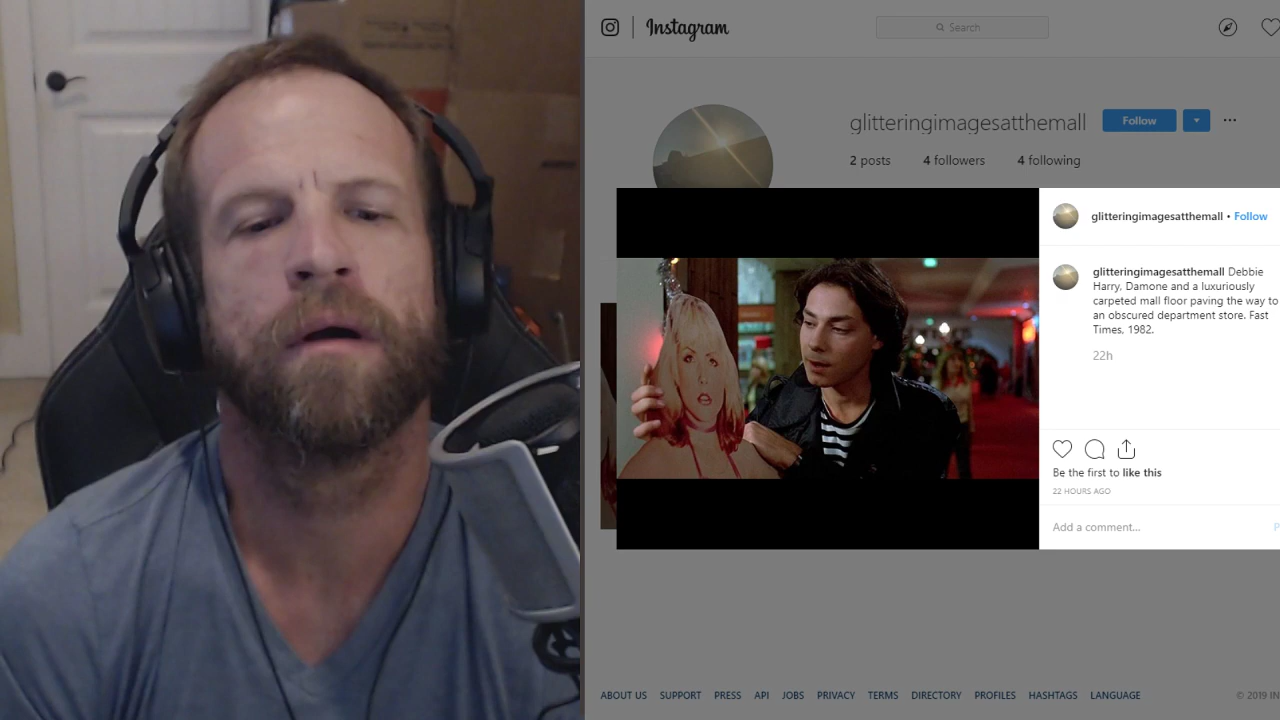 Instagram
Search
glitteringimagesatthemall
Follow
2 posts 4 followers 4 following
glitteringimagesatthemall • Follow
glitteringimagesatthemall Debbie
Harry, Damone and a luxuriously
carpeted mall floor paving the way to
an obscured department store. Fast
Times, 1982.
22h
Be the first to like this
22 HOURS AGO
Add a comment...
ABOUT US SUPPORT PRESS API JOBS PRIVACY TERMS DIRECTORY PROFILES HASHTAGS LANGUAGE
© 2019 IN